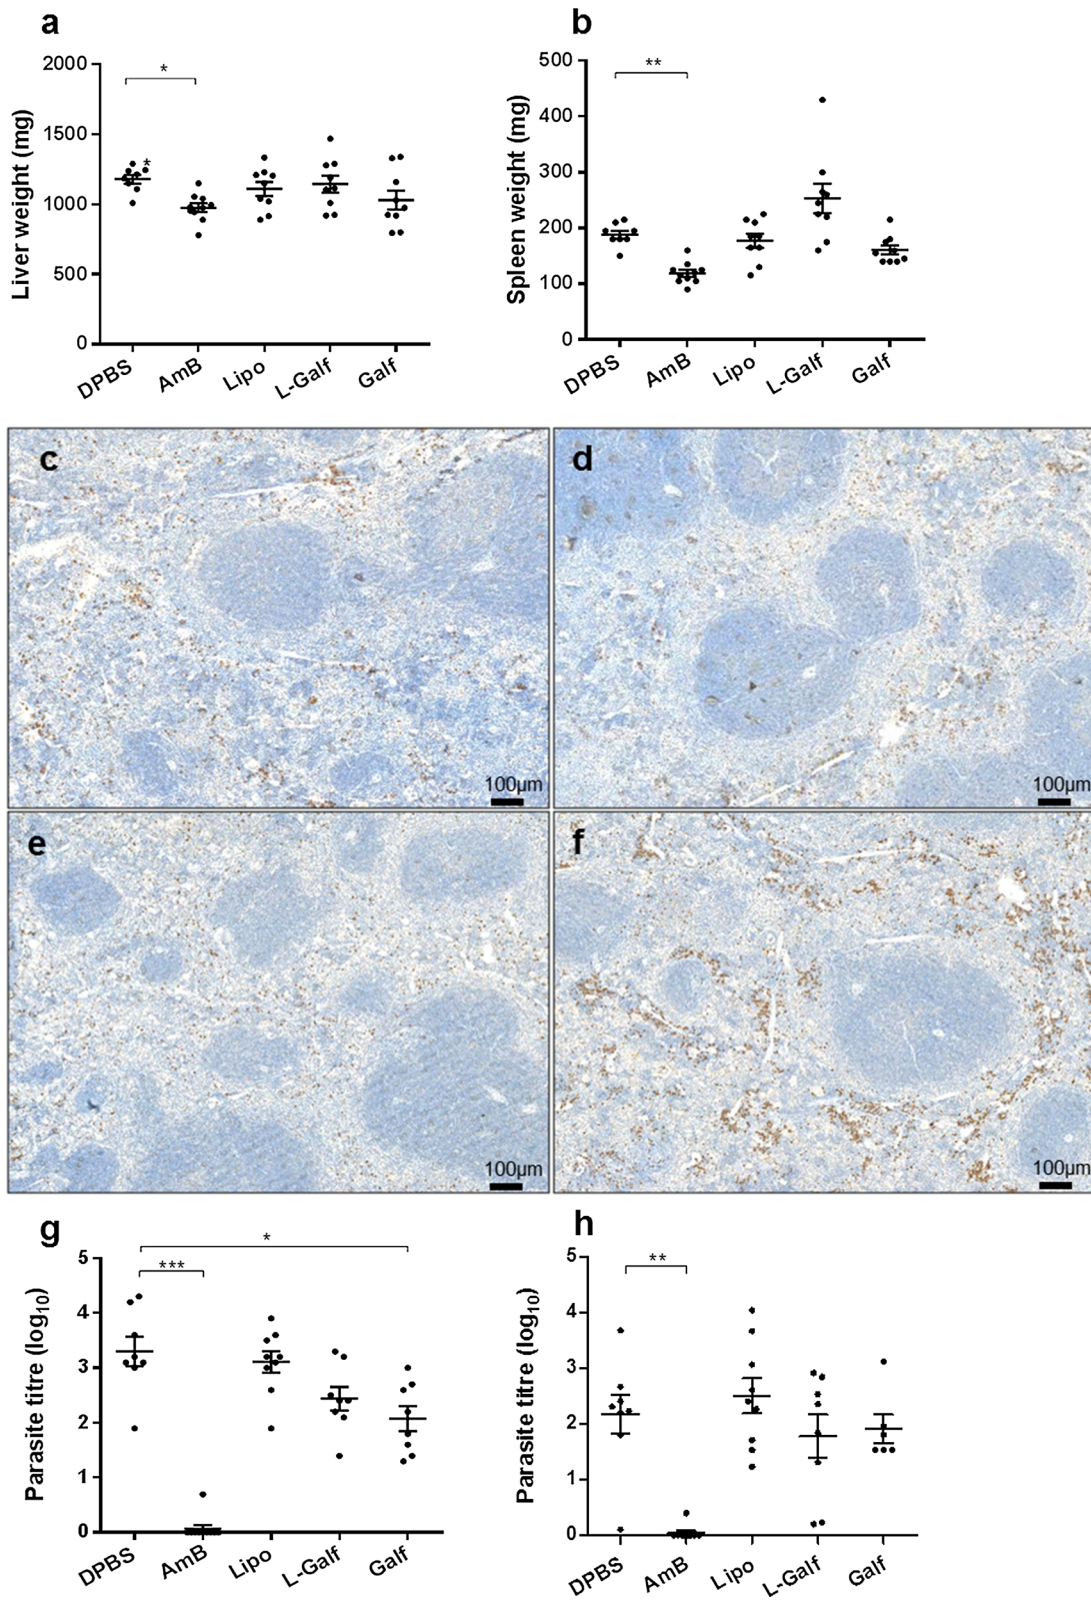 a
Liver weight (mg)
2000
1500
1000
500
0
*
*
DPBS
AmB
Lipo
L-Galf
Galf
b
Spleen weight (mg)
500
400
300
200
100
0
**
DPBS
AmB
Lipo
L-Galf
Galf
c
100μm
d
100μm
e
100μm
f
100μm
g
Parasite titre (log10)
5
4
3
2
1
0
*
***
DPBS
AmB
Lipo
L-Galf
Galf
h
Parasite titre (log10)
5
4
3
2
1
0
**
DPBS
AmB
Lipo
L-Galf
Galf